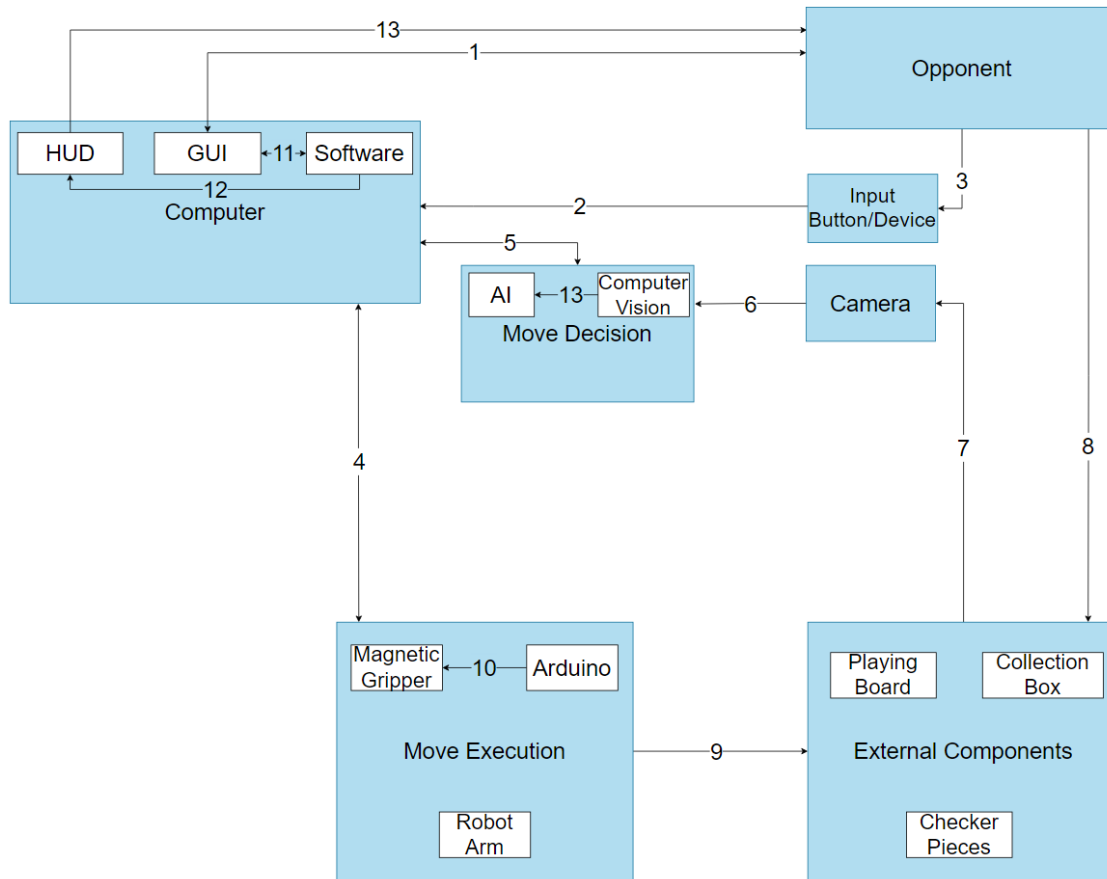 13
1
Opponent
HUD
GUI
11
Software
12
Computer
3
2
Input
Button/Device
5
AI
13
Computer
Vision
Move Decision
6
Camera
4
7
8
Magnetic
Gripper
10
Arduino
Move Execution
Robot
Arm
9
Playing
Board
Collection
Box
External Components
Checker
Pieces